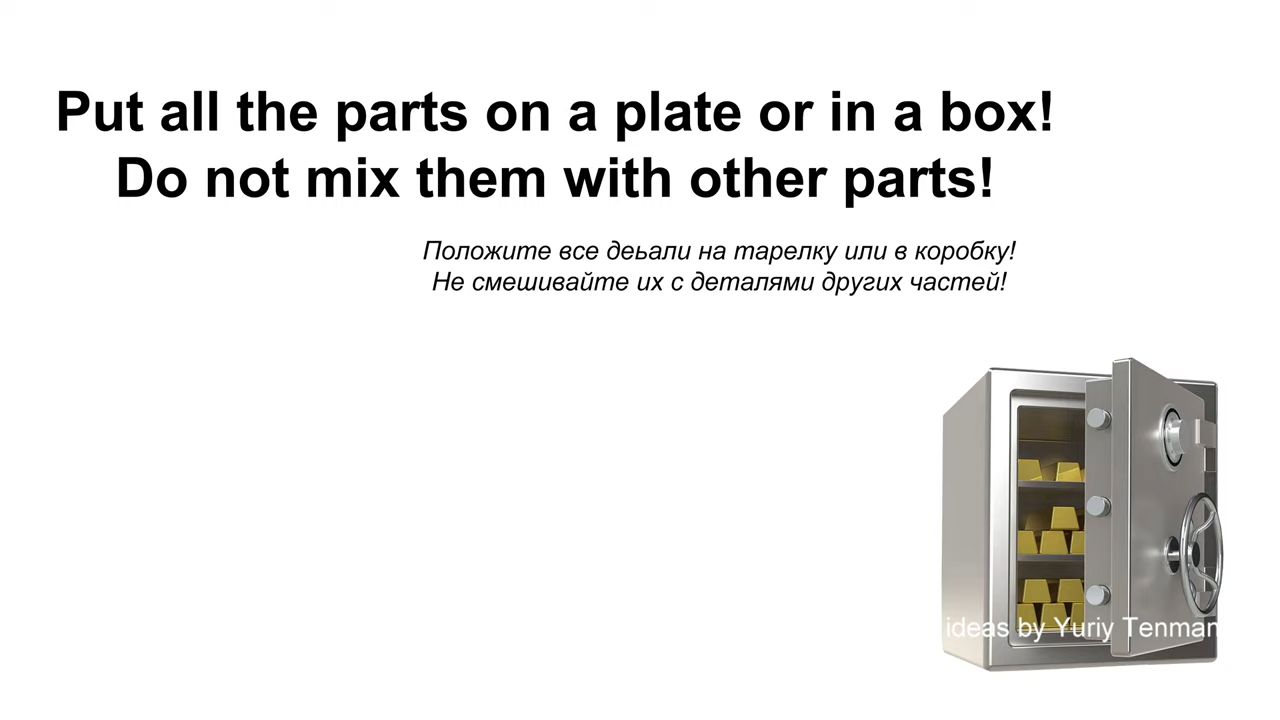 Put all the parts on a plate or in a box!
Do not mix them with other parts!
Положите все деьали на тарелку или в коробку!
Не смешивайте их с деталями других частей!
ideas by Yuriy Tenman